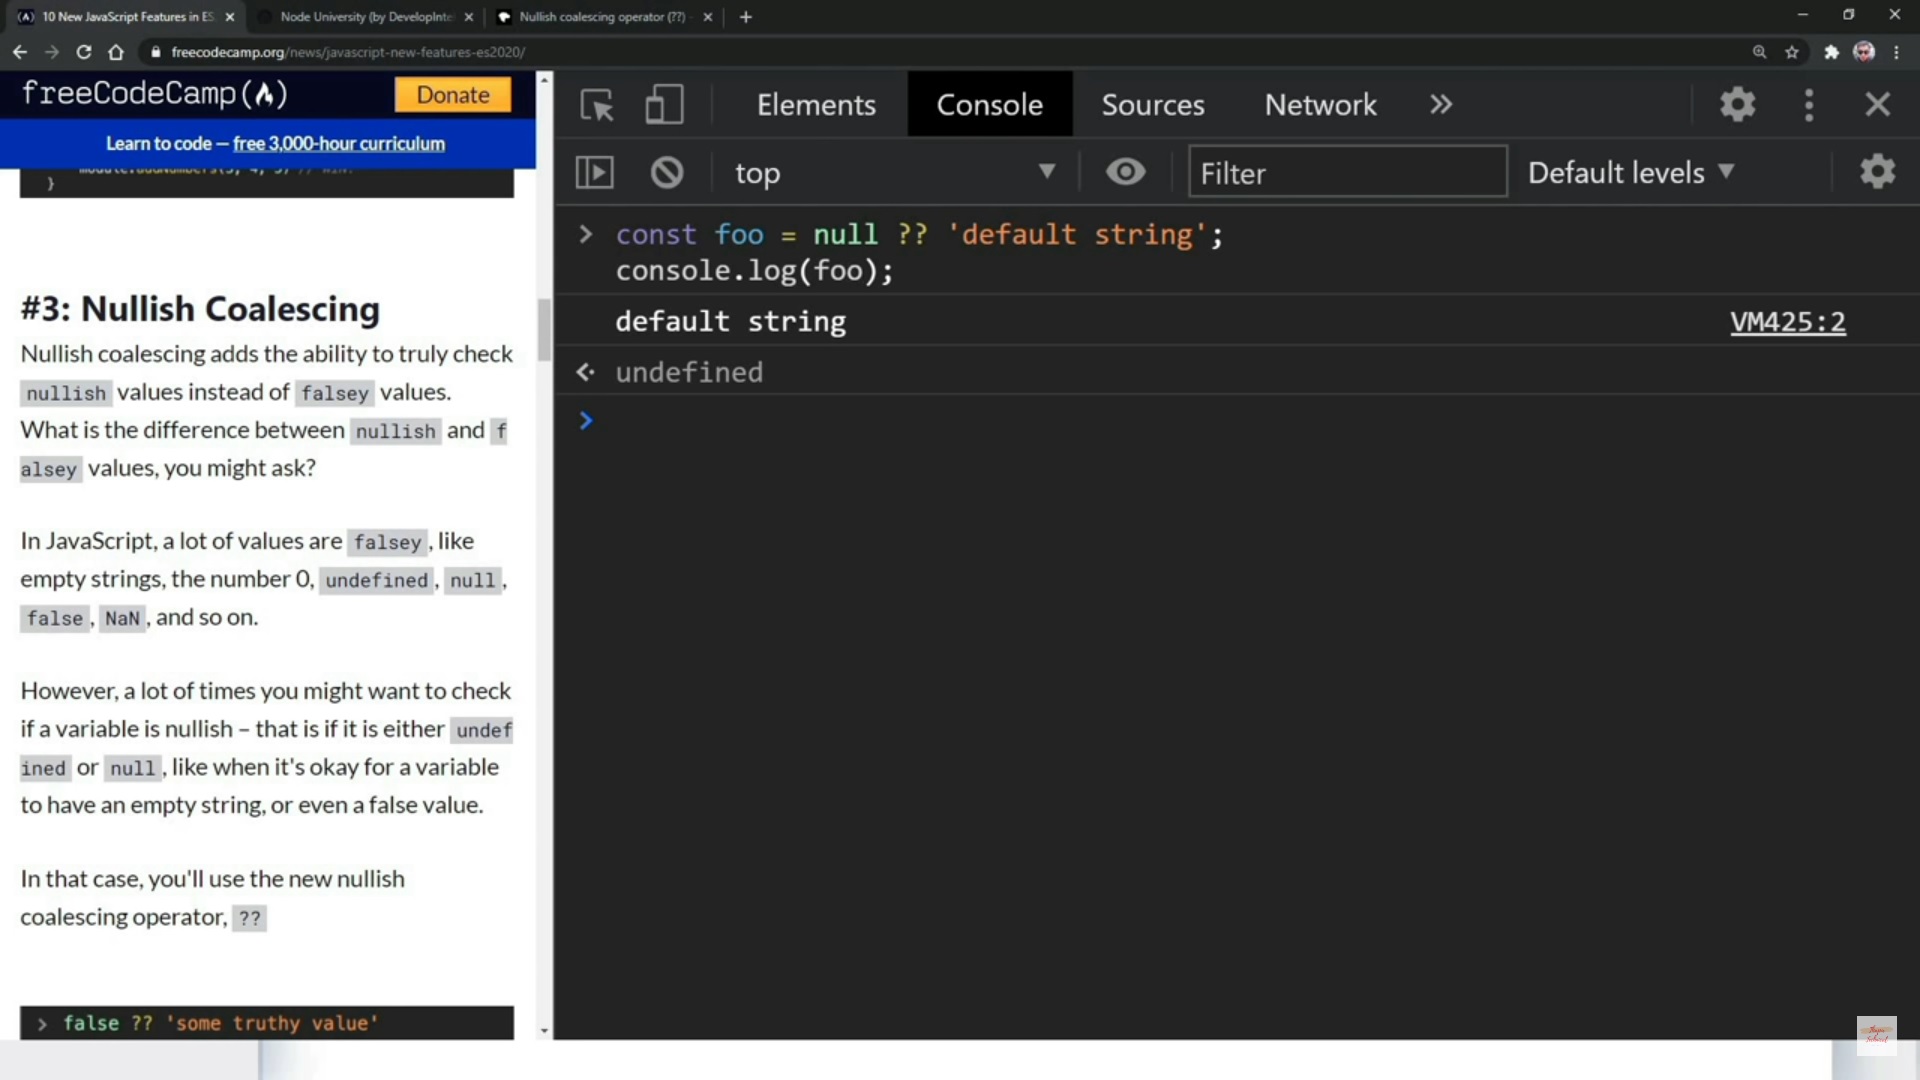 10 New JavaScript Features in ES
Node University (by DevelopInte
Nullish coalescing operator (??)
freecodecamp.org/news/javascript-new-features-es2020/
freeCodeCamp
Donate
Learn to code — free 3,000-hour curriculum
}
#3: Nullish Coalescing
Nullish coalescing adds the ability to truly check
nullish values instead of falsey values.
What is the difference between nullish and f
alsey values, you might ask?
In JavaScript, a lot of values are falsey, like
empty strings, the number 0, undefined, null,
false, NaN, and so on.
However, a lot of times you might want to check
if a variable is nullish – that is if it is either undef
ined or null, like when it's okay for a variable
to have an empty string, or even a false value.
In that case, you'll use the new nullish
coalescing operator, ??
> false ?? 'some truthy value'
Elements Console Sources Network »
top Filter Default levels
> const foo = null ?? 'default string';
console.log(foo);
default string VM425:2
undefined
>